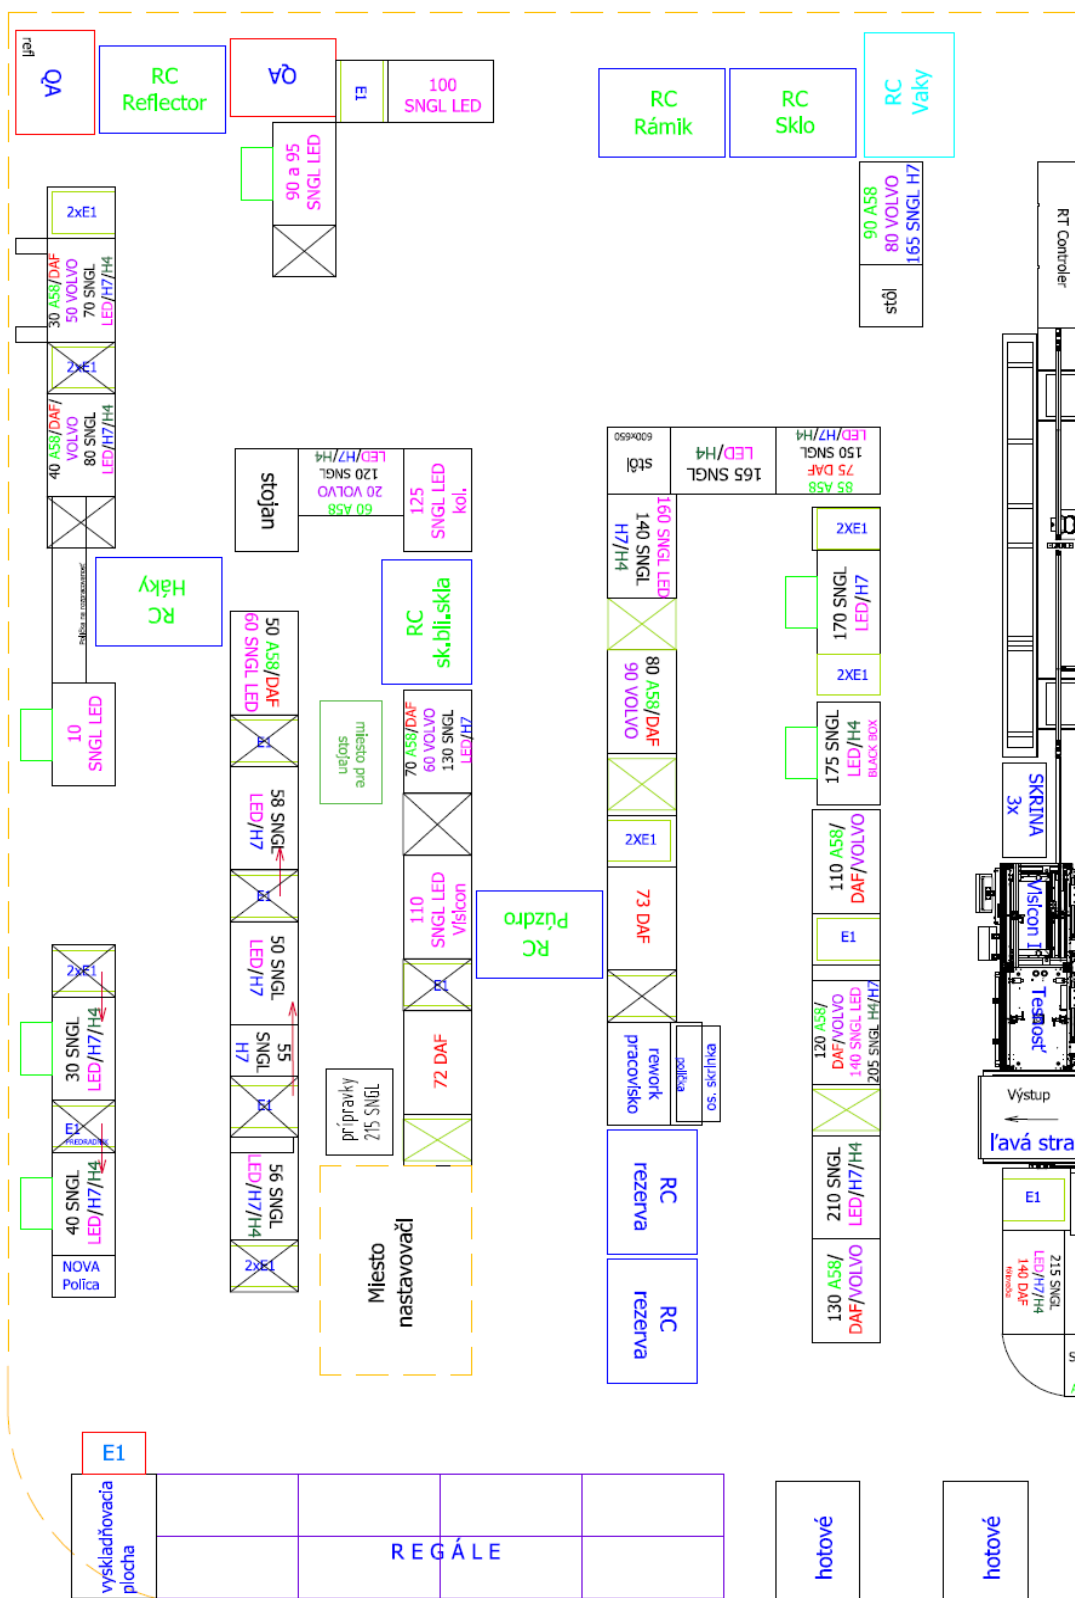 refl
QA
RC
Reflector
QA
E1
100
SNGL LED
90 a 95
SNGL LED
RC
Rámik
RC
Sklo
RC
Vaky
90 A58
80 VOLVO
165 SNGL H7
stôl
RT Controler
2xE1
30 A58/DAF
50 VOLVO
70 SNGL
LED/H7/H4
2xE1
40 A58/DAF/
VOLVO
80 SNGL
LED/H7/H4
RC
Háky
10
SNGL LED
stojan
60 A58
20 VOLVO
120 SNGL
LED/H7/H4
125
SNGL LED
kol.
RC
sk.bli.skla
50 A58/DAF
60 SNGL LED
E1
58 SNGL
LED/H7
E1
50 SNGL
LED/H7
55
SNGL
H7
E1
56 SNGL
LED/H7/H4
2xE1
miesto pre
stojan
70 A58/DAF
60 VOLVO
130 SNGL
LED/H7
110
SNGL LED
Visicon
E1
72 DAF
prípravky
215 SNGL
Miesto
nastavovačl
RC
Púzdro
600x650
stôl
165 SNGL
LED/H4
85 A58
75 DAF
150 SNGL
LED/H7/H4
160 SNGL LED
140 SNGL
H7/H4
80 A58/DAF
90 VOLVO
2XE1
73 DAF
rework
pracovisko
polička
os. skrinka
RC
rezerva
RC
rezerva
2XE1
170 SNGL
LED/H7
2XE1
175 SNGL
LED/H4
BLACK BOX
110 A58/
DAF/VOLVO
E1
120 A58/
DAF/VOLVO
140 SNGL LED
205 SNGL H4/H7
210 SNGL
LED/H7/H4
130 A58/
DAF/VOLVO
SKRINA
3x
Visicon I
Tesnosť
Výstup
ľavá stra
E1
215 SNGL
LED/H7/H4
140 DAF
S
A
2xE1
30 SNGL
LED/H7/H4
E1
PREDRADNIK
40 SNGL
LED/H7/H4
NOVA
Polica
E1
vyskladňovacia
plocha
REGÁLE
hotové
hotové